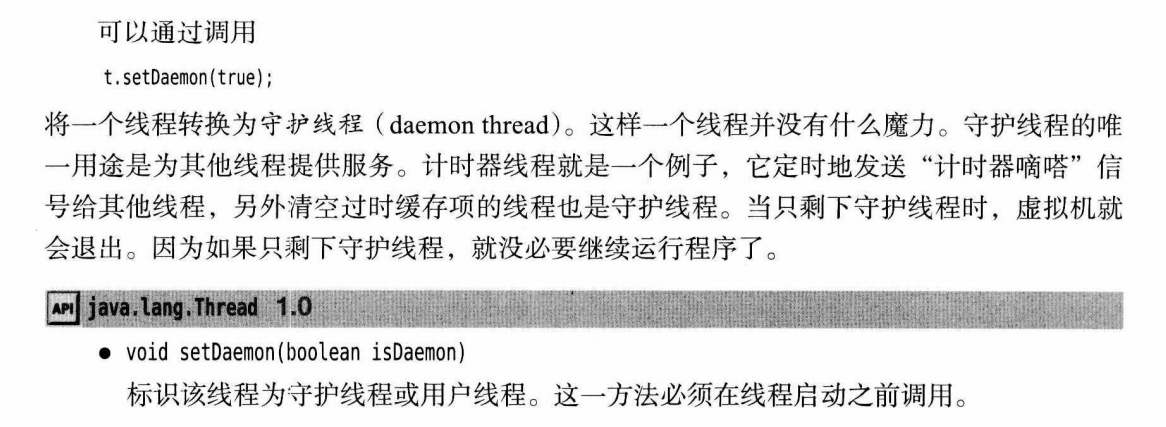 可以通过调用
t.setDaemon(true);
将一个线程转换为守护线程（daemon thread）。这样一个线程并没有什么魔力。守护线程的唯
一用途是为其他线程提供服务。计时器线程就是一个例子，它定时地发送“计时器嘀嗒”信
号给其他线程，另外清空过时缓存项的线程也是守护线程。当只剩下守护线程时，虚拟机就
会退出。因为如果只剩下守护线程，就没必要继续运行程序了。
API java.lang.Thread 1.0
● void setDaemon(boolean isDaemon)
标识该线程为守护线程或用户线程。这一方法必须在线程启动之前调用。